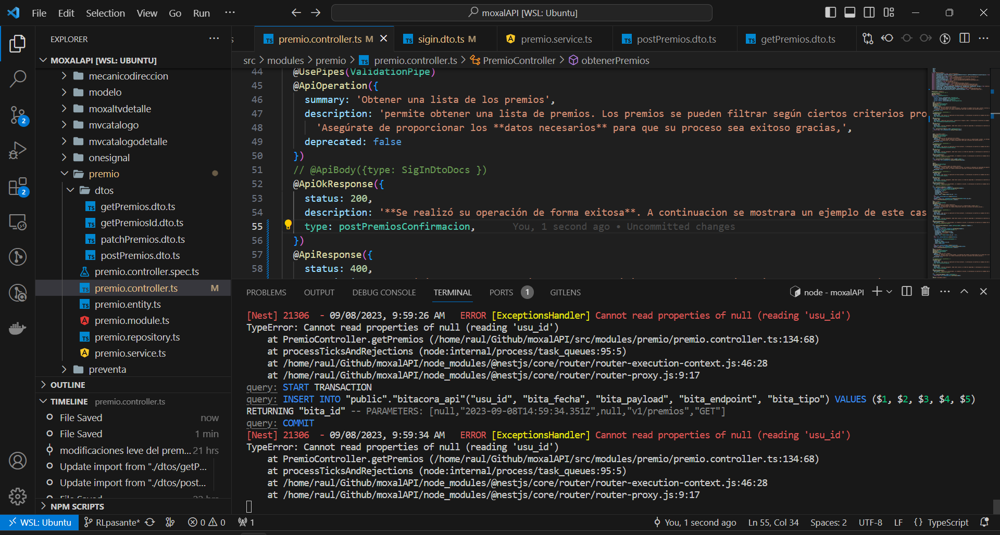 File Edit Selection View Go Run ···
moxalAPI [WSL: Ubuntu]
EXPLORER
MOXALAPI [WSL: UBUNTU]
mecanicodireccion
modelo
moxaltvdetalle
mvcatalogo
mvcatalogodetalle
onesignal
premio
dtos
TS getPremios.dto.ts
TS getPremiosId.dto.ts
TS patchPremios.dto.ts
TS postPremios.dto.ts
premio.controller.spec.ts
TS premio.controller.ts M
TS premio.entity.ts
premio.module.ts
TS premio.repository.ts
premio.service.ts
preventa
OUTLINE
TIMELINE premio.controller.ts
File Saved now
File Saved 1 min
modificaciones leve del prem... 21 hrs
Update import from "./dtos/getP...
Update import from "./dtos/post...
NPM SCRIPTS
2
2
TS premio.controller.ts M
TS sigin.dto.ts M
premio.service.ts
TS postPremios.dto.ts
TS getPremios.dto.ts
src > modules > premio > TS premio.controller.ts > PremioController > obtenerPremios
44 @UsePipes(ValidationPipe)
45 @ApiOperation({
46 summary: 'Obtener una lista de los premios',
47 description: 'permite obtener una lista de premios. Los premios se pueden filtrar según ciertos criterios pro
48 'Asegúrate de proporcionar los **datos necesarios** para que su proceso sea exitoso gracias,',
49 deprecated: false
50 })
51 // @ApiBody({type: SigInDtoDocs })
52 @ApiOkResponse({
53 status: 200,
54 description: '**Se realizó su operación de forma exitosa**. A continuacion se mostrara un ejemplo de este cas
55 type: postPremiosConfirmacion, You, 1 second ago • Uncommitted changes
56 })
57 @ApiResponse({
58 status: 400,
PROBLEMS OUTPUT DEBUG CONSOLE TERMINAL PORTS 1 GITLENS
node - moxalAPI
[Nest] 21306 - 09/08/2023, 9:59:26 AM ERROR [ExceptionsHandler] Cannot read properties of null (reading 'usu_id')
TypeError: Cannot read properties of null (reading 'usu_id')
at PremioController.getPremios (/home/raul/Github/moxalAPI/src/modules/premio/premio.controller.ts:134:68)
at processTicksAndRejections (node:internal/process/task_queues:95:5)
at /home/raul/Github/moxalAPI/node_modules/@nestjs/core/router/router-execution-context.js:46:28
at /home/raul/Github/moxalAPI/node_modules/@nestjs/core/router/router-proxy.js:9:17
query: START TRANSACTION
query: INSERT INTO "public"."bitacora_api"("usu_id", "bita_fecha", "bita_payload", "bita_endpoint", "bita_tipo") VALUES ($1, $2, $3, $4, $5)
RETURNING "bita_id" -- PARAMETERS: [null,"2023-09-08T14:59:34.351Z",null,"v1/premios","GET"]
query: COMMIT
[Nest] 21306 - 09/08/2023, 9:59:34 AM ERROR [ExceptionsHandler] Cannot read properties of null (reading 'usu_id')
TypeError: Cannot read properties of null (reading 'usu_id')
at PremioController.getPremios (/home/raul/Github/moxalAPI/src/modules/premio/premio.controller.ts:134:68)
at processTicksAndRejections (node:internal/process/task_queues:95:5)
at /home/raul/Github/moxalAPI/node_modules/@nestjs/core/router/router-execution-context.js:46:28
at /home/raul/Github/moxalAPI/node_modules/@nestjs/core/router/router-proxy.js:9:17
WSL: Ubuntu RLpasante* 0 0 1 You, 1 second ago Ln 55, Col 34 Spaces: 2 UTF-8 LF {} TypeScript